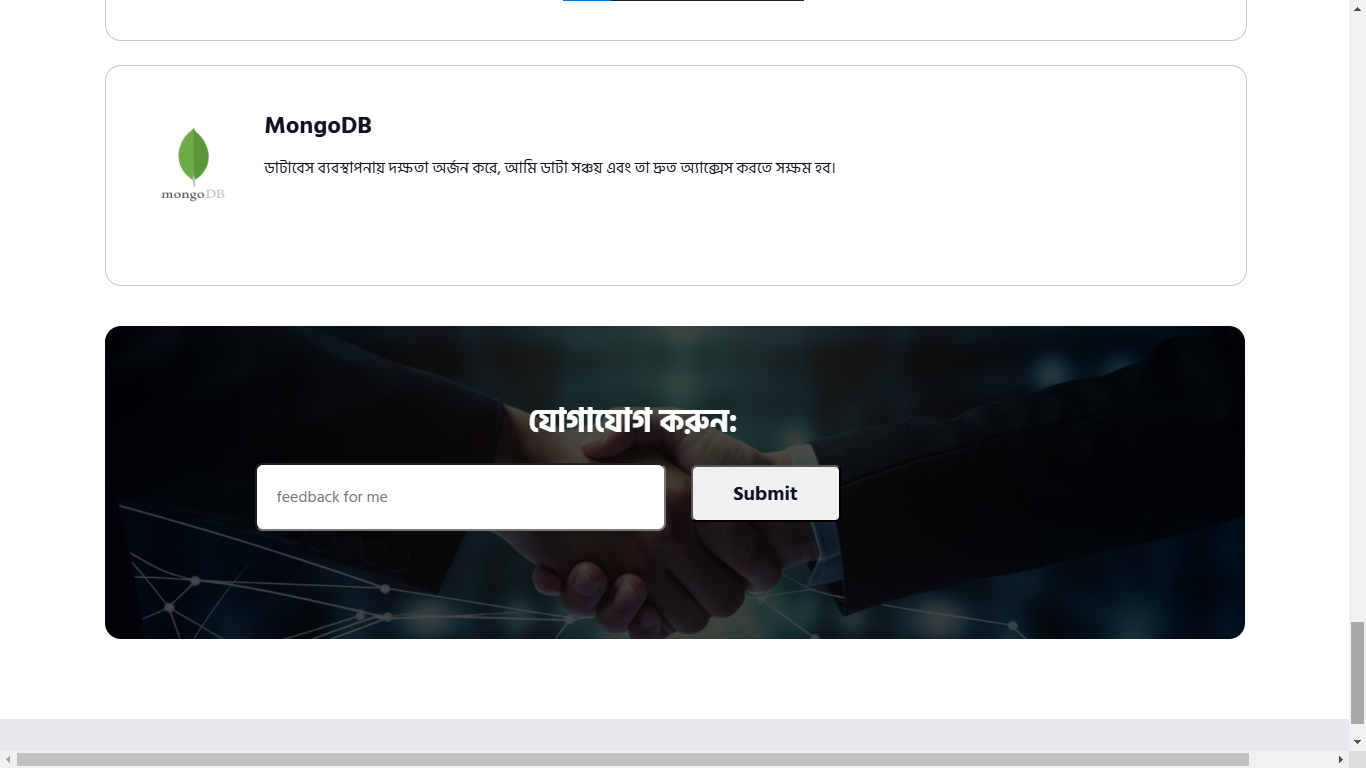 MongoDB
ডাটাবেস ব্যবস্থাপনায় দক্ষতা অর্জন করে, আমি ডাটা সঞ্চয় এবং তা দ্রুত অ্যাক্সেস করতে সক্ষম হব।
mongoDB
যোগাযোগ করুন:
feedback for me
Submit